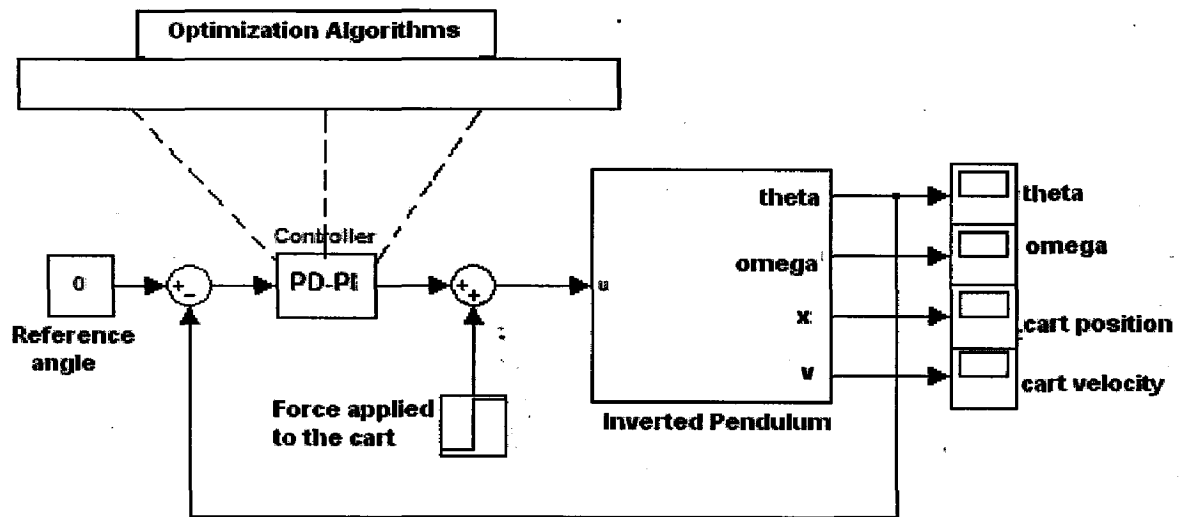 Optimization Algorithms
Controller
PD-PI
0
+
-
+
+
Reference
angle
Force applied
to the cart
u
theta
omega
x
v
Inverted Pendulum
theta
omega
cart position
cart velocity